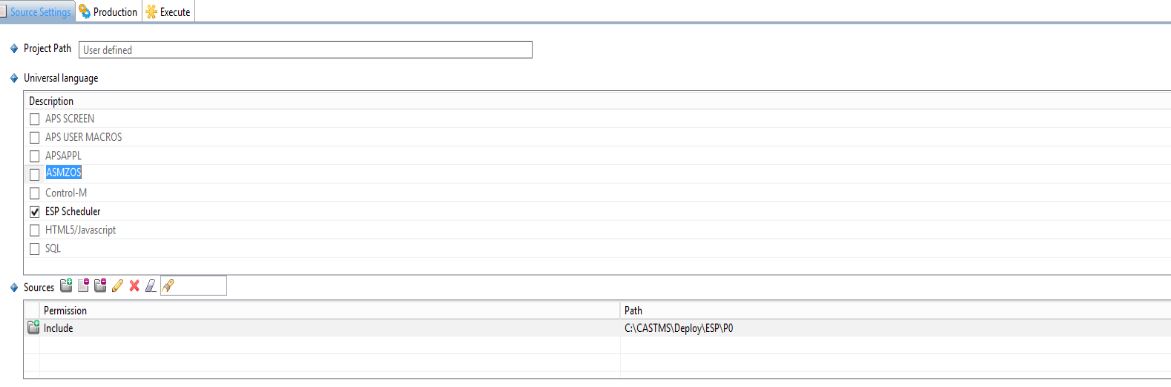 Source Settings Production Execute
Project Path User defined
Universal language
Description
APS SCREEN
APS USER MACROS
APSAPPL
ASMZOS
Control-M
ESP Scheduler
HTML5/Javascript
SQL
Sources
Permission Path
Include C:\CASTMS\Deploy\ESP\P0